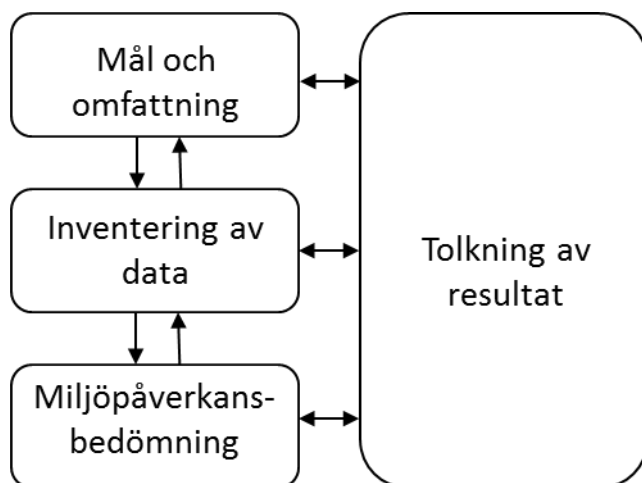 Mål och
omfattning
Inventering av
data
Miljöpåverkans-
bedömning
Tolkning av
resultat